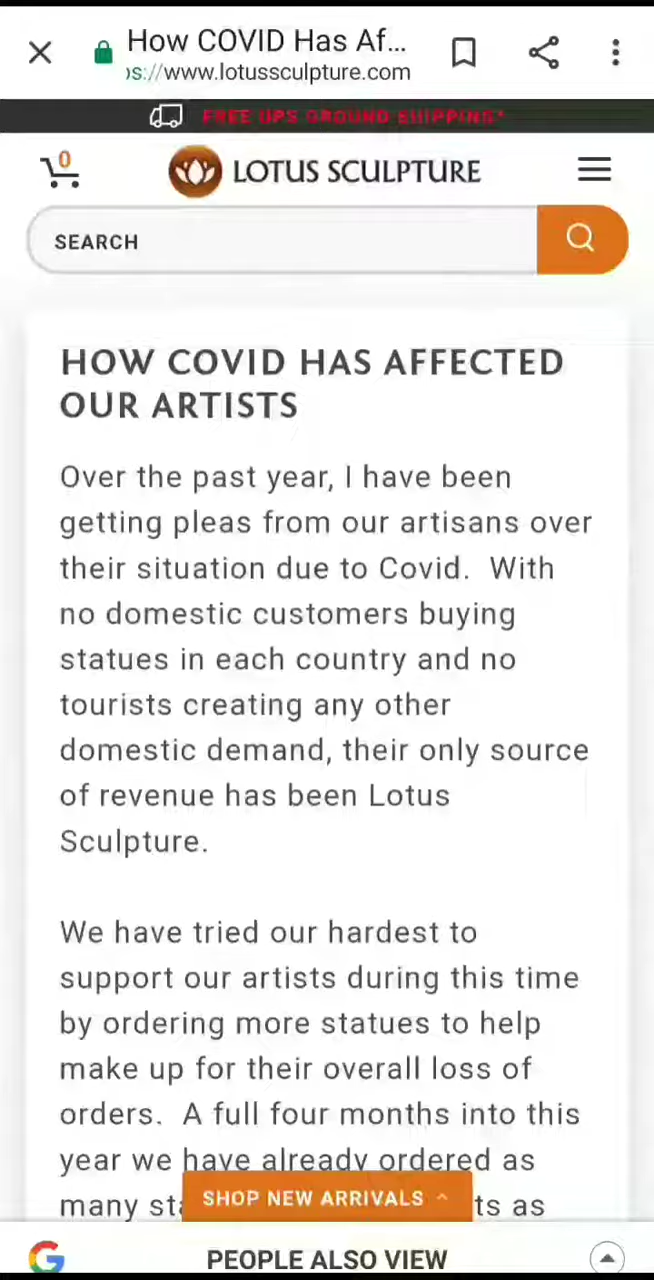 How COVID Has Af...
s://www.lotussculpture.com
FREE UPS GROUND SHIPPING*
0
LOTUS SCULPTURE
SEARCH
HOW COVID HAS AFFECTED
OUR ARTISTS
Over the past year, I have been
getting pleas from our artisans over
their situation due to Covid.  With
no domestic customers buying
statues in each country and no
tourists creating any other
domestic demand, their only source
of revenue has been Lotus
Sculpture.
We have tried our hardest to
support our artists during this time
by ordering more statues to help
make up for their overall loss of
orders.  A full four months into this
year we have already ordered as
many ts as
SHOP NEW ARRIVALS
PEOPLE ALSO VIEW